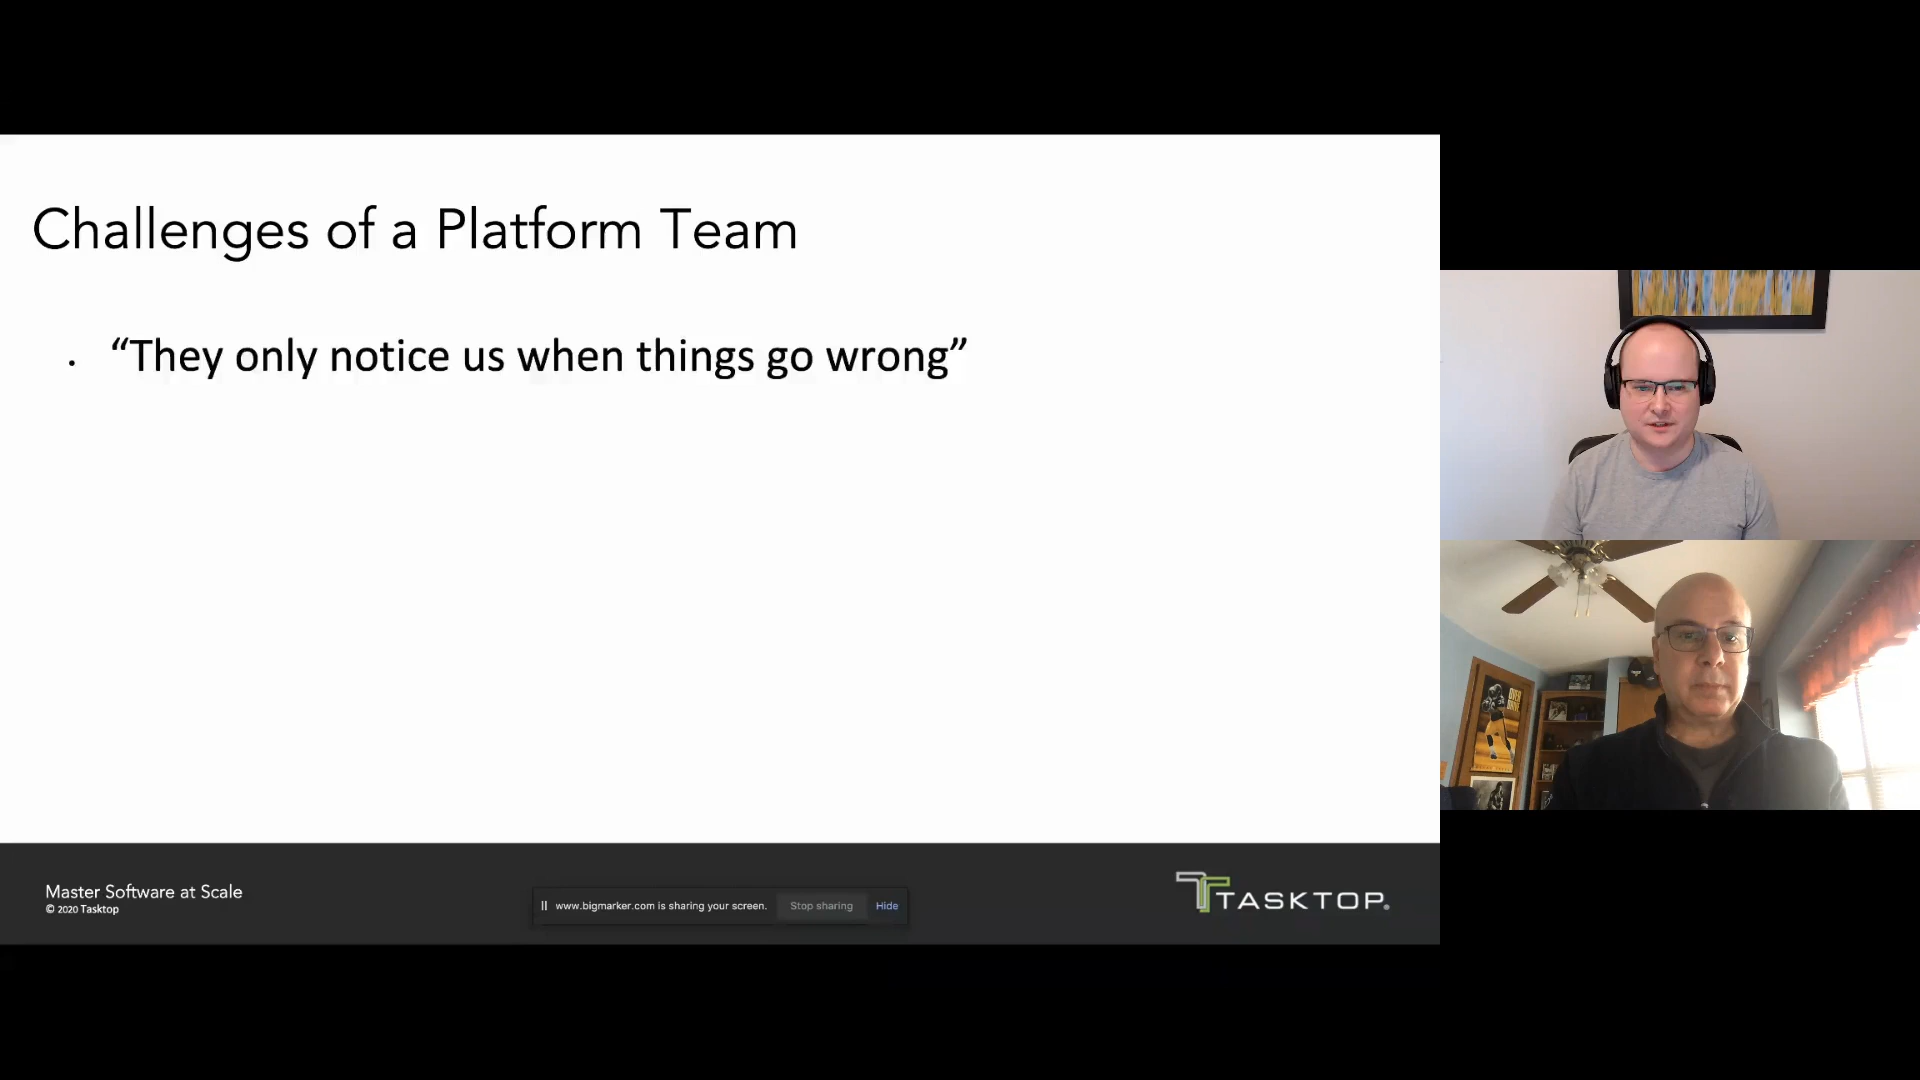 Challenges of a Platform Team
• “They only notice us when things go wrong”
OVER
Master Software at Scale
© 2020 Tasktop
www.bigmarker.com is sharing your screen.
Stop sharing
Hide
TASKTOP®